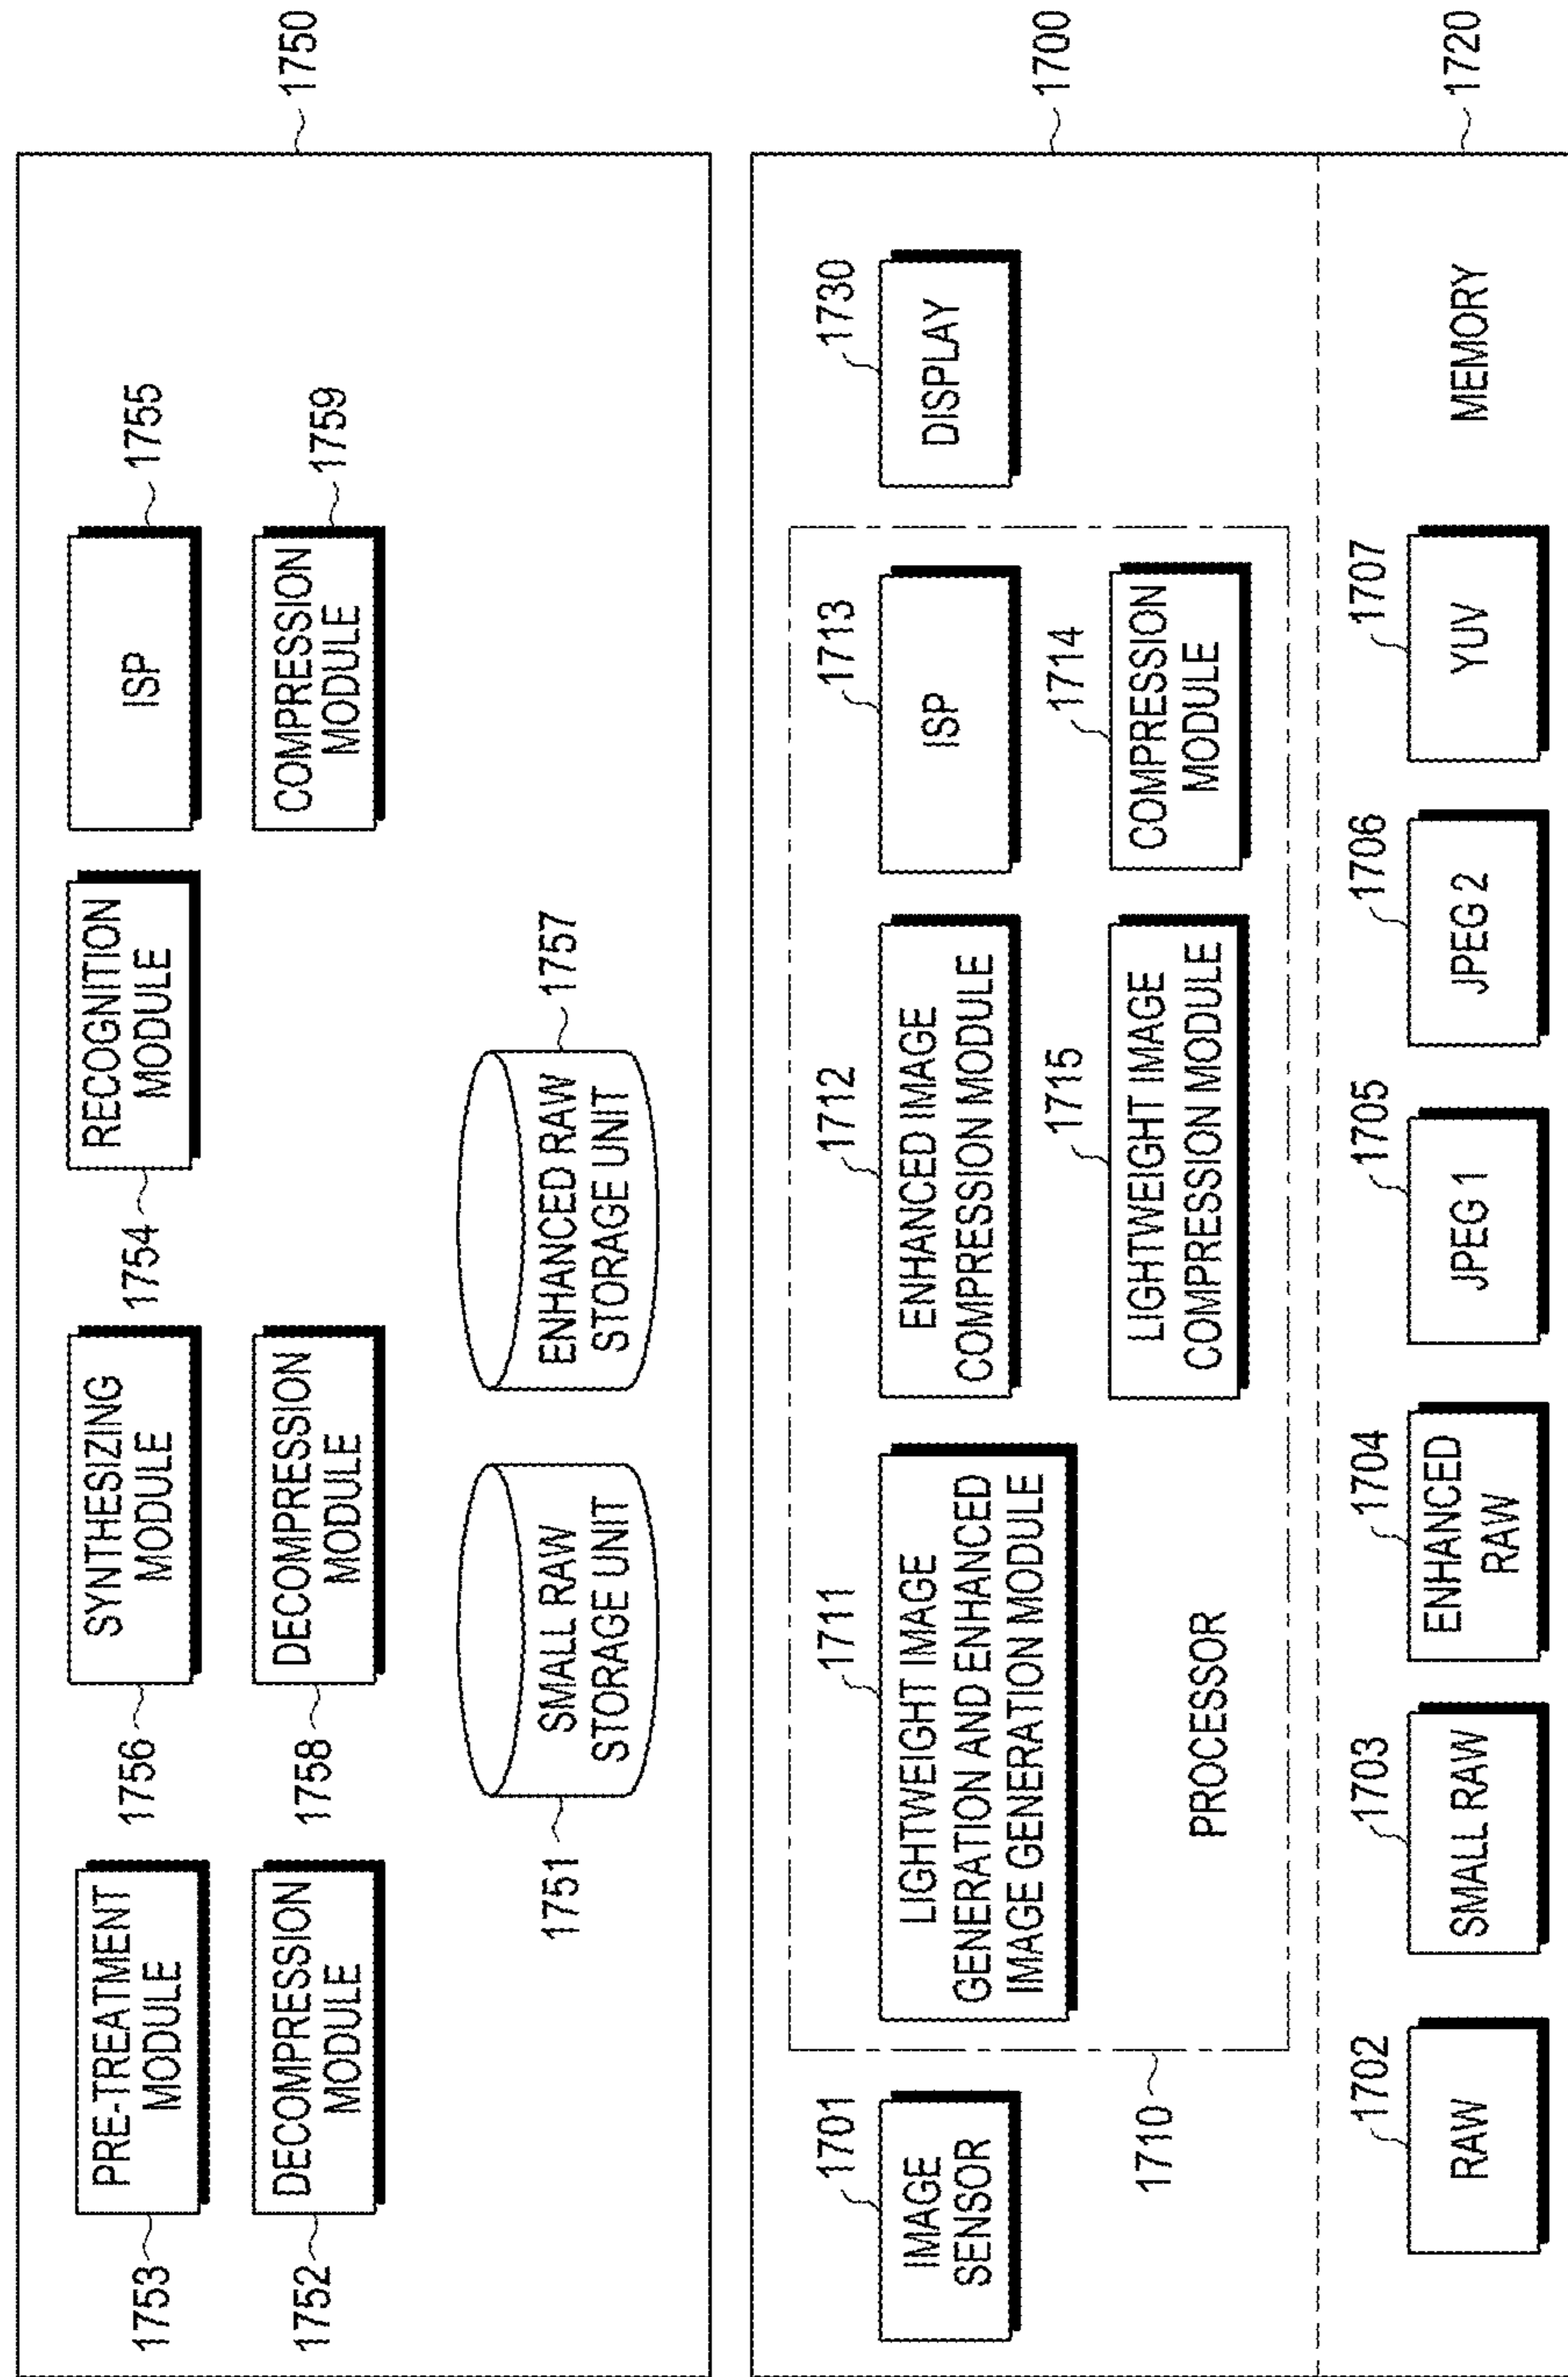 1750
1753
PRE-TREATMENT
MODULE
1756
SYNTHESIZING
MODULE
1754
RECOGNITION
MODULE
ISP
1755
1752
DECOMPRESSION
MODULE
1758
DECOMPRESSION
MODULE
COMPRESSION
MODULE
1759
1751
SMALL RAW
STORAGE UNIT
ENHANCED RAW
STORAGE UNIT
1757
1700
1701
IMAGE
SENSOR
1710
1711
LIGHTWEIGHT IMAGE
GENERATION AND ENHANCED
IMAGE GENERATION MODULE
1712
ENHANCED IMAGE
COMPRESSION MODULE
1713
ISP
1730
DISPLAY
PROCESSOR
1715
LIGHTWEIGHT IMAGE
COMPRESSION MODULE
1714
COMPRESSION
MODULE
1720
1702
RAW
1703
SMALL RAW
1704
ENHANCED
RAW
1705
JPEG 1
1706
JPEG 2
1707
YUV
MEMORY